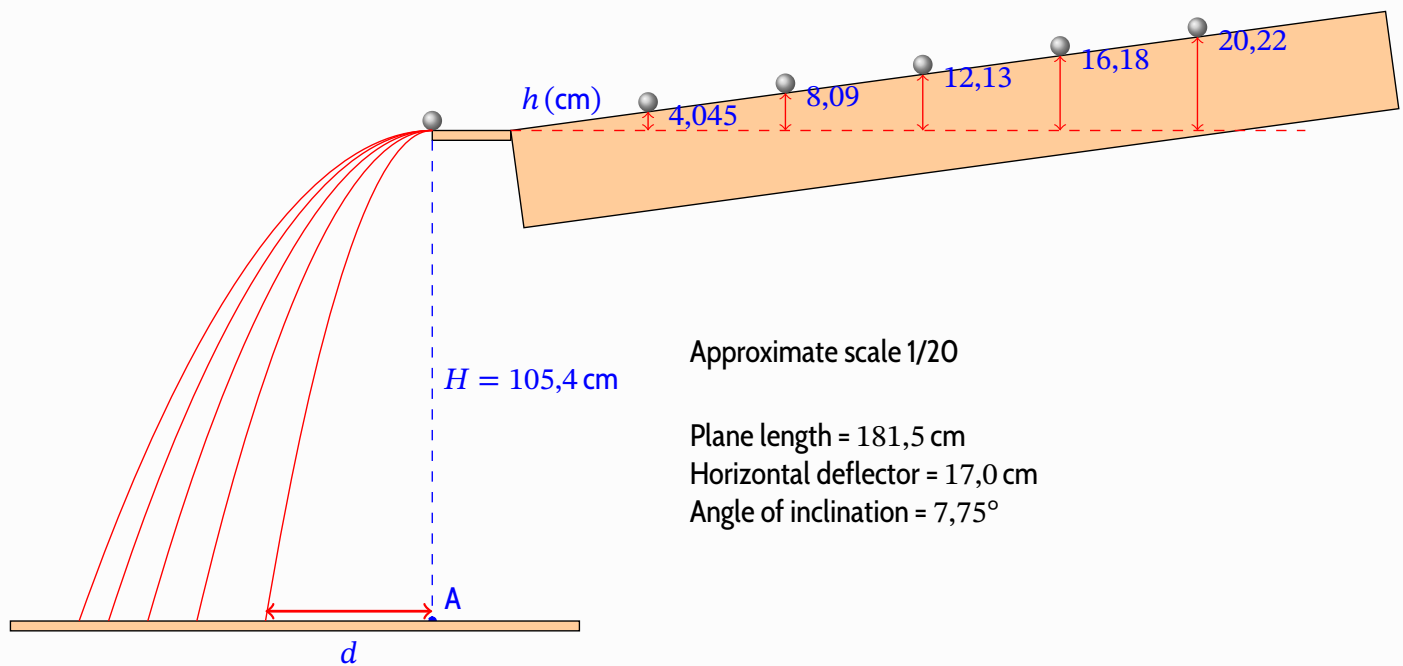 20,22
16,18
12,13
8,09
4,045
h (cm)
H = 105,4 cm
Approximate scale 1/20
Plane length = 181,5 cm
Horizontal deflector = 17,0 cm
Angle of inclination = 7,75°
A
d